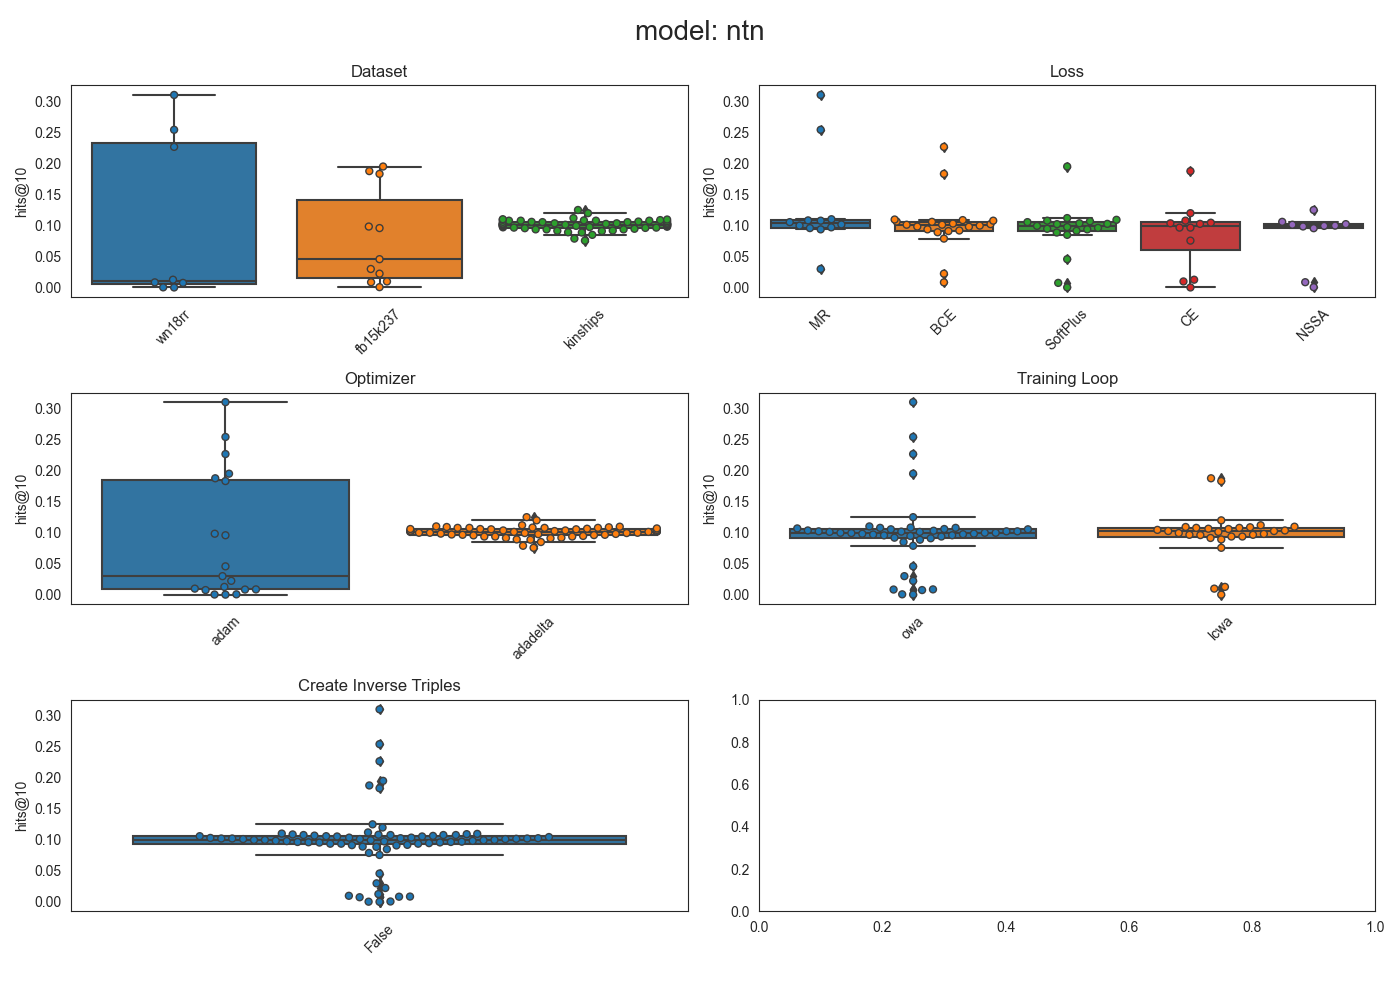 model: ntn
Dataset
hits@10
0.30
0.25
0.20
0.15
0.10
0.05
0.00
wn18rr
fb15k237
kinships
Loss
hits@10
0.30
0.25
0.20
0.15
0.10
0.05
0.00
MR
BCE
SoftPlus
CE
NSSA
Optimizer
hits@10
0.30
0.25
0.20
0.15
0.10
0.05
0.00
adam
adadelta
Training Loop
hits@10
0.30
0.25
0.20
0.15
0.10
0.05
0.00
owa
lcwa
Create Inverse Triples
hits@10
0.30
0.25
0.20
0.15
0.10
0.05
0.00
False
1.0
0.8
0.6
0.4
0.2
0.0
0.0 0.2 0.4 0.6 0.8 1.0